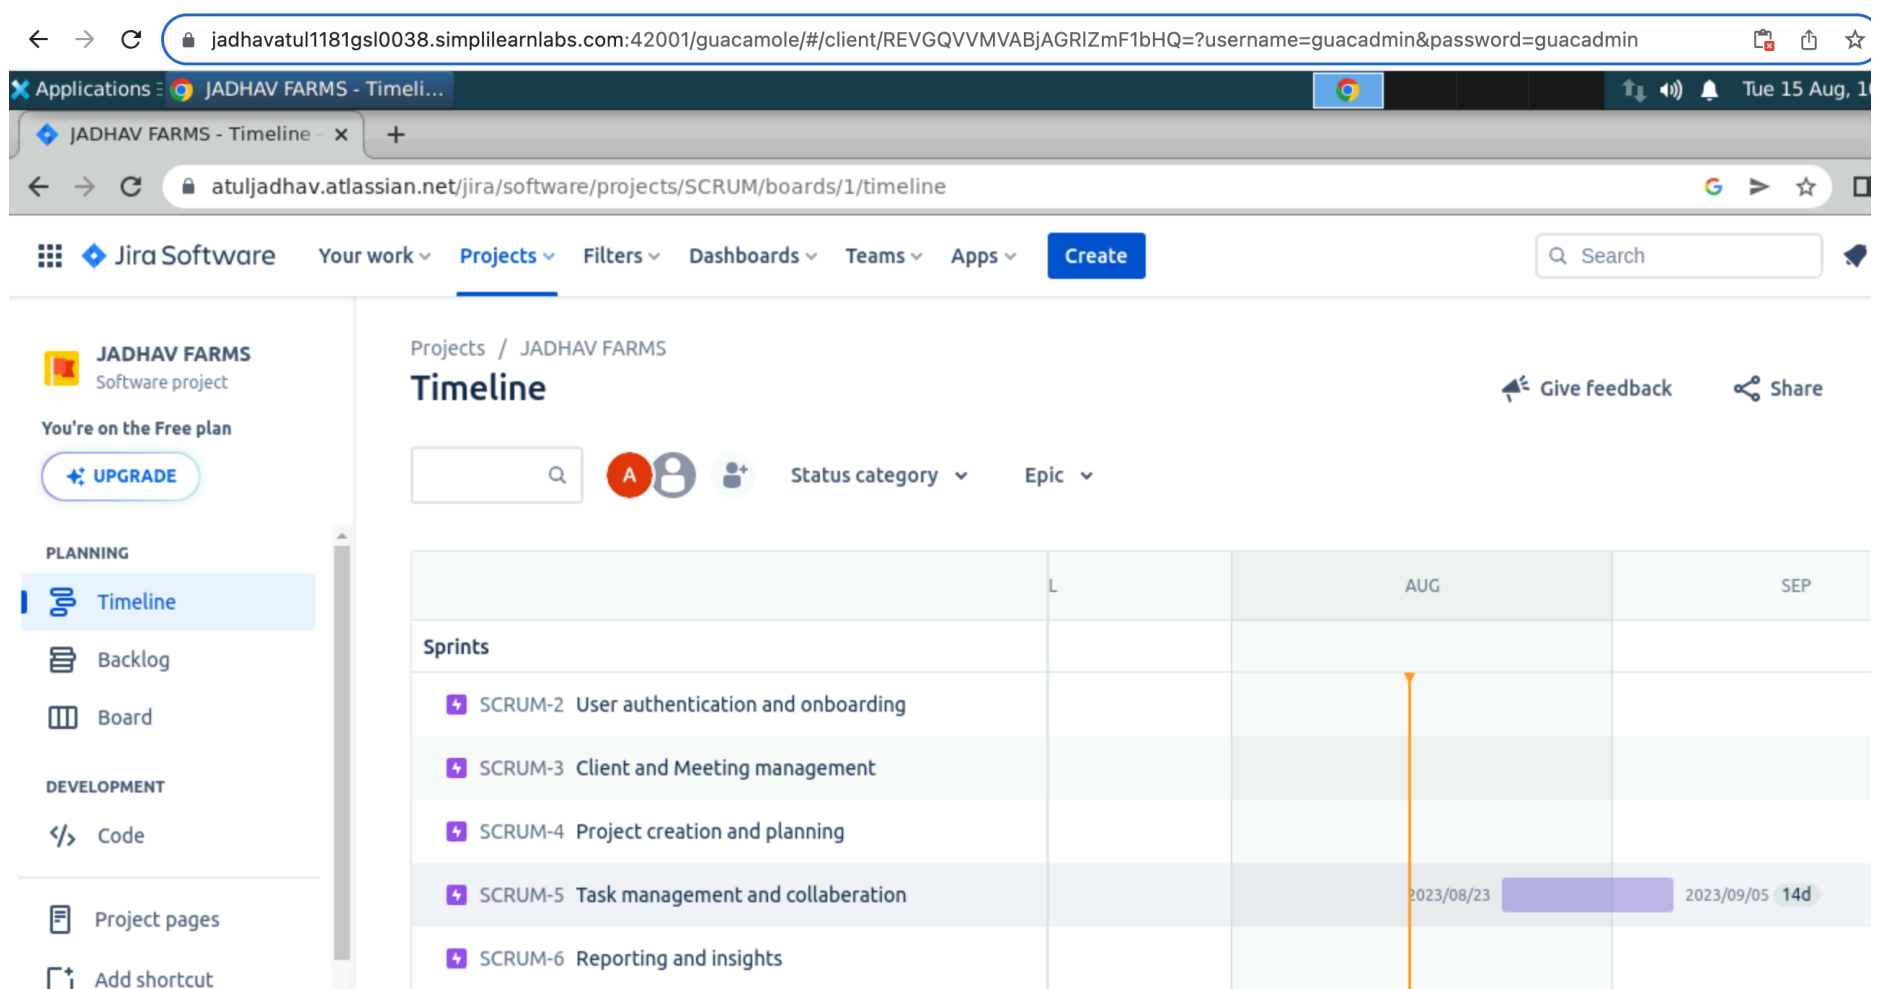 jadhavatul1181gsl0038.simplilearnlabs.com:42001/guacamole/#/client/REVGQVVMVABjAGRlZmF1bHQ=?username=guacadmin&password=guacadmin
Applications JADHAV FARMS - Timeli... Tue 15 Aug, 1
JADHAV FARMS - Timeline -
atuljadhav.atlassian.net/jira/software/projects/SCRUM/boards/1/timeline
Jira Software Your work Projects Filters Dashboards Teams Apps Create Search
JADHAV FARMS
Software project
You're on the Free plan
UPGRADE
PLANNING
Timeline
Backlog
Board
DEVELOPMENT
Code
Project pages
Add shortcut
Projects / JADHAV FARMS
Timeline
Give feedback Share
A Status category Epic
L AUG SEP
Sprints
SCRUM-2 User authentication and onboarding
SCRUM-3 Client and Meeting management
SCRUM-4 Project creation and planning
SCRUM-5 Task management and collaberation 2023/08/23 2023/09/05 14d
SCRUM-6 Reporting and insights